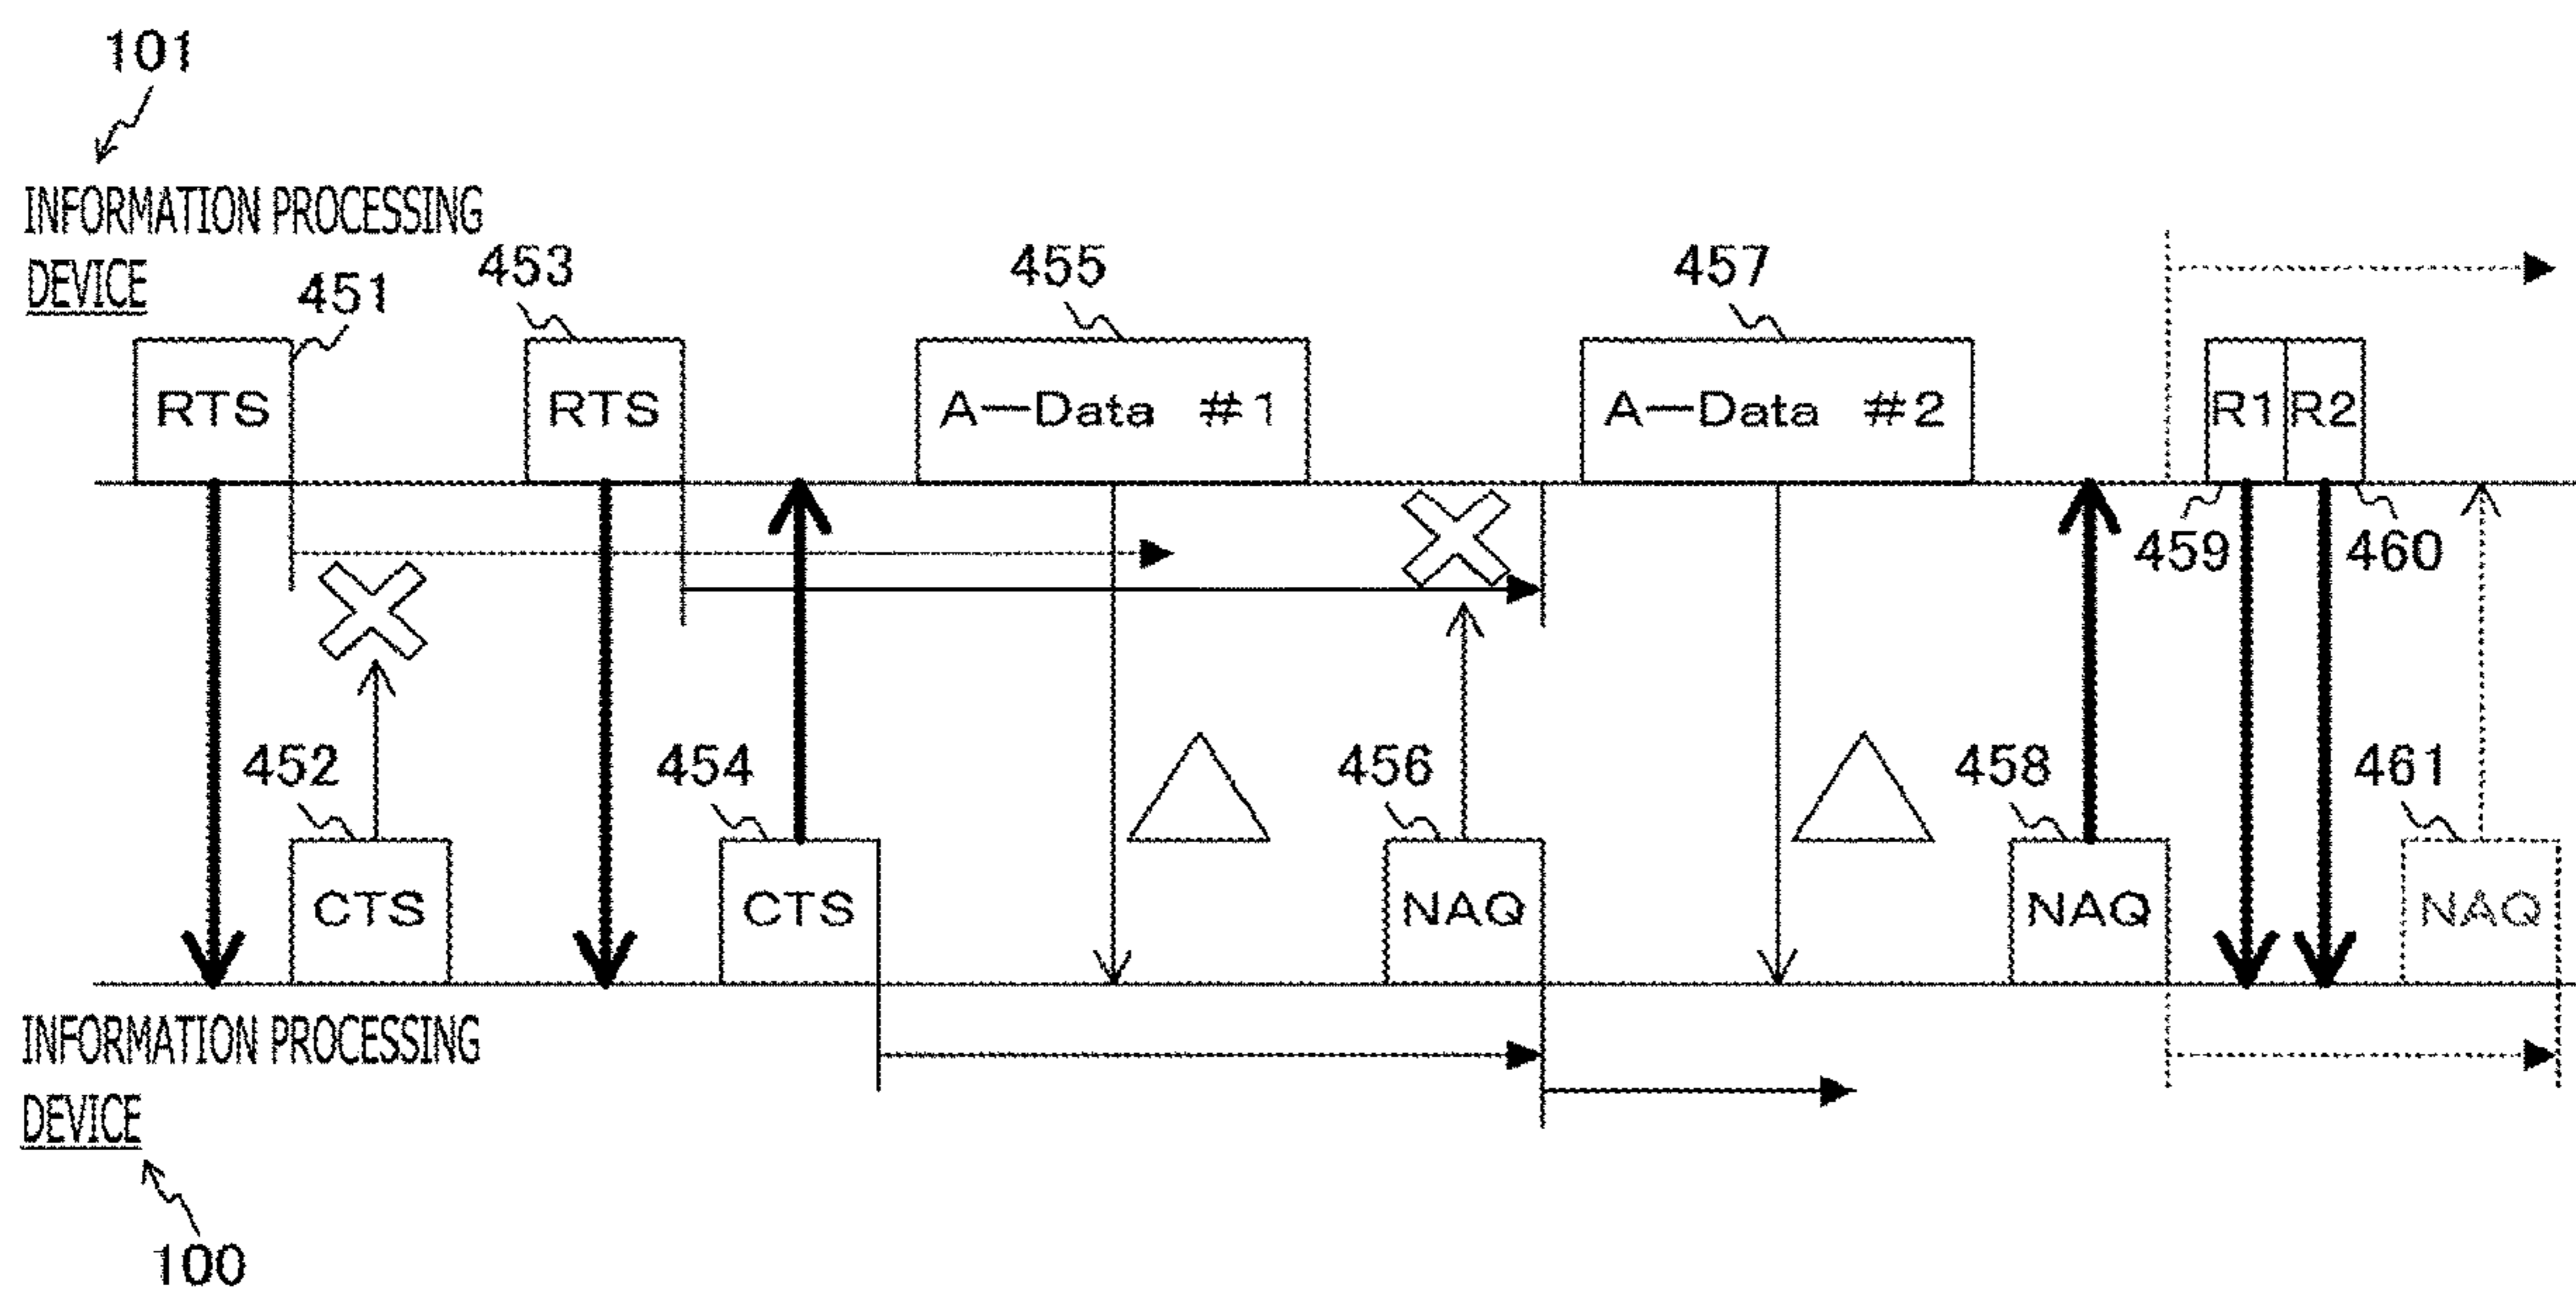 101
INFORMATION PROCESSING
DEVICE
451
453
455
457
RTS
RTS
A—Data #1
A—Data #2
R1
R2
459
460
452
454
456
458
461
CTS
CTS
NAQ
NAQ
NAQ
INFORMATION PROCESSING
DEVICE
100